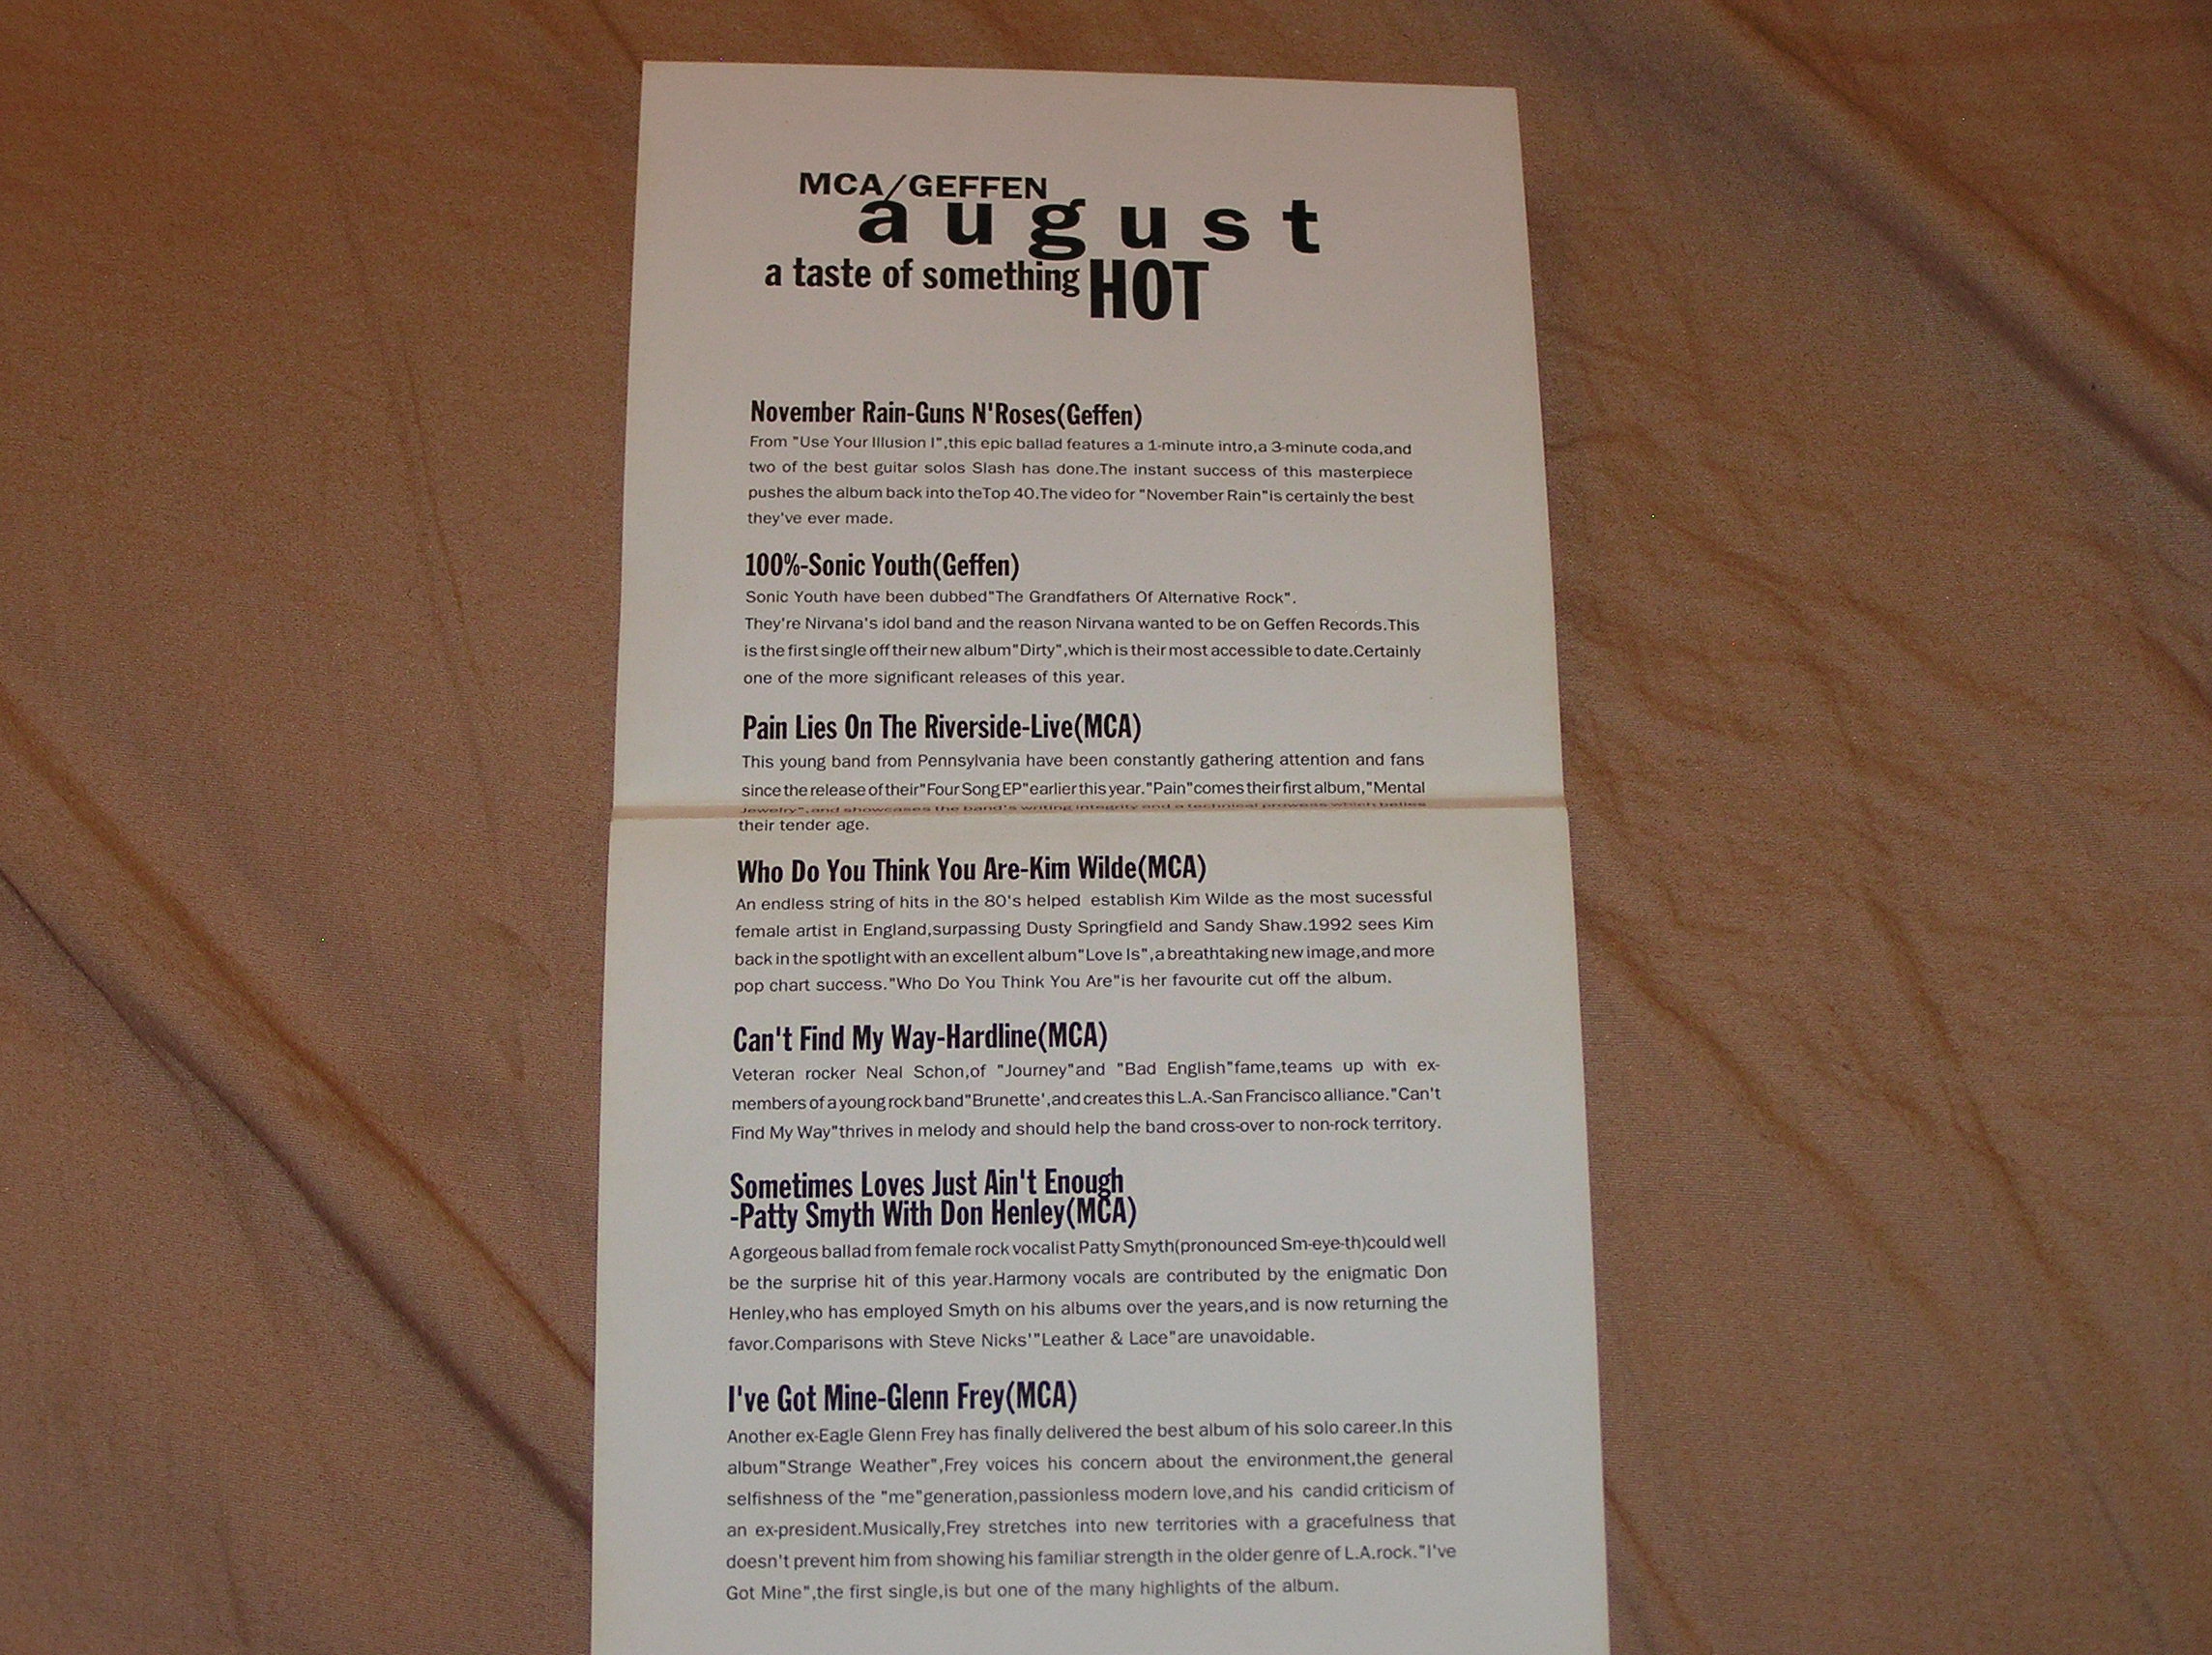 MCA/GEFFEN
august
a taste of something HOT
November Rain-Guns N'Roses(Geffen)
From "Use Your Illusion I",this epic ballad features a 1-minute intro,a 3-minute coda,and
two of the best guitar solos Slash has done.The instant success of this masterpiece
pushes the album back into theTop 40.The video for "November Rain"is certainly the best
they've ever made.
100%-Sonic Youth(Geffen)
Sonic Youth have been dubbed"The Grandfathers Of Alternative Rock".
They're Nirvana's idol band and the reason Nirvana wanted to be on Geffen Records.This
is the first single off their new album"Dirty",which is their most accessible to date.Certainly
one of the more significant releases of this year.
Pain Lies On The Riverside-Live(MCA)
This young band from Pennsylvania have been constantly gathering attention and fans
since the release of their"Four Song EP"earlier this year."Pain"comes their first album,"Mental
Jewelry",and showcases the band's writing integrity and a technical prowess which belies
their tender age.
Who Do You Think You Are-Kim Wilde(MCA)
An endless string of hits in the 80's helped establish Kim Wilde as the most sucessful
female artist in England,surpassing Dusty Springfield and Sandy Shaw.1992 sees Kim
back in the spotlight with an excellent album"Love Is",a breathtaking new image,and more
pop chart success."Who Do You Think You Are"is her favourite cut off the album.
Can't Find My Way-Hardline(MCA)
Veteran rocker Neal Schon,of "Journey"and "Bad English"fame,teams up with ex-
members of a young rock band"Brunette',and creates this L.A.-San Francisco alliance."Can't
Find My Way"thrives in melody and should help the band cross-over to non-rock territory.
Sometimes Loves Just Ain't Enough
-Patty Smyth With Don Henley(MCA)
A gorgeous ballad from female rock vocalist Patty Smyth(pronounced Sm-eye-th)could well
be the surprise hit of this year.Harmony vocals are contributed by the enigmatic Don
Henley,who has employed Smyth on his albums over the years,and is now returning the
favor.Comparisons with Steve Nicks'"Leather & Lace"are unavoidable.
I've Got Mine-Glenn Frey(MCA)
Another ex-Eagle Glenn Frey has finally delivered the best album of his solo career.In this
album"Strange Weather",Frey voices his concern about the environment,the general
selfishness of the "me"generation,passionless modern love,and his candid criticism of
an ex-president.Musically,Frey stretches into new territories with a gracefulness that
doesn't prevent him from showing his familiar strength in the older genre of L.A.rock."I've
Got Mine",the first single,is but one of the many highlights of the album.